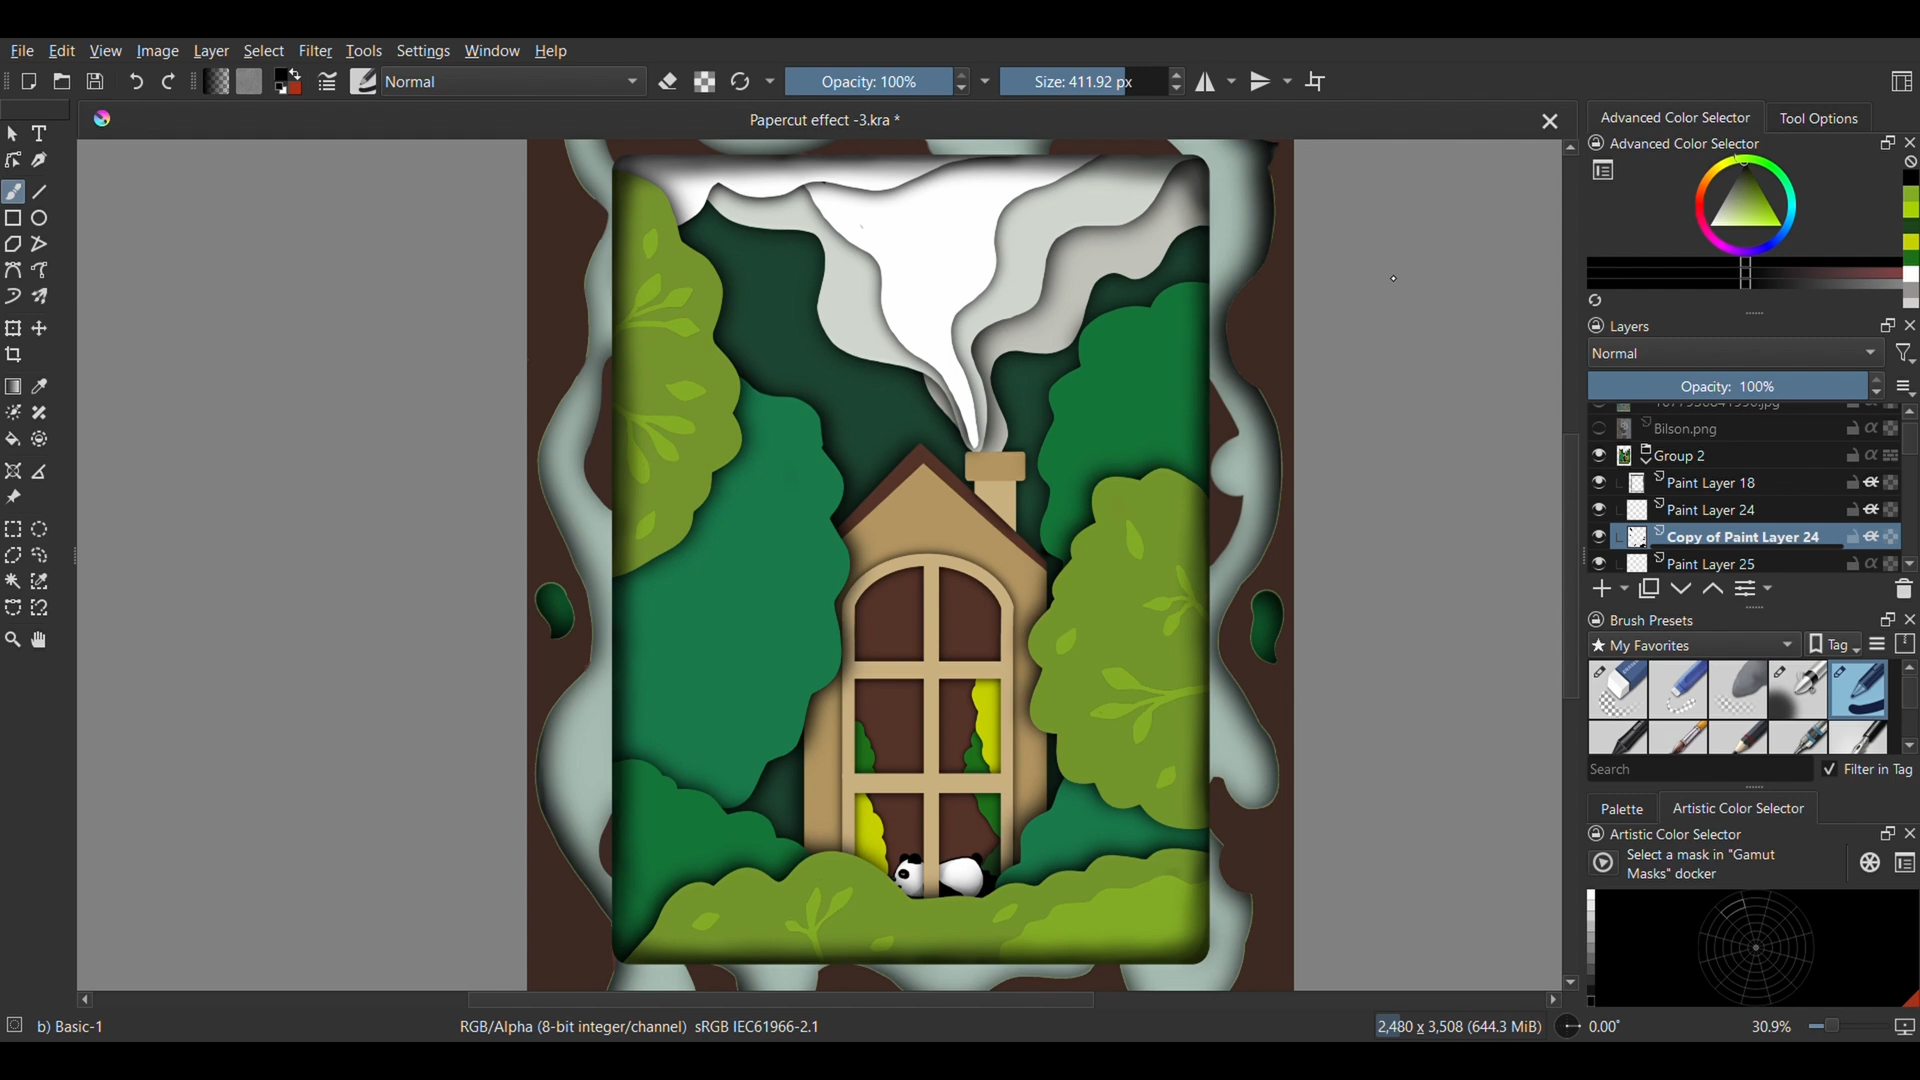 File Edit View Image Layer Select Filter Tools Settings Window Help
Normal Opacity: 100% Size: 411.92 px
Papercut effect -3.kra *
Advanced Color Selector Tool Options
Advanced Color Selector
Layers
Normal
Opacity: 100%
Bilson.png
Group 2
Paint Layer 18
Paint Layer 24
Copy of Paint Layer 24
Paint Layer 25
Brush Presets
My Favorites Tag
Search Filter in Tag
Palette Artistic Color Selector
Artistic Color Selector
Select a mask in "Gamut
Masks" docker
b) Basic-1 RGB/Alpha (8-bit integer/channel) sRGB IEC61966-2.1 2,480 x 3,508 (644.3 MiB) 0.00° 30.9%